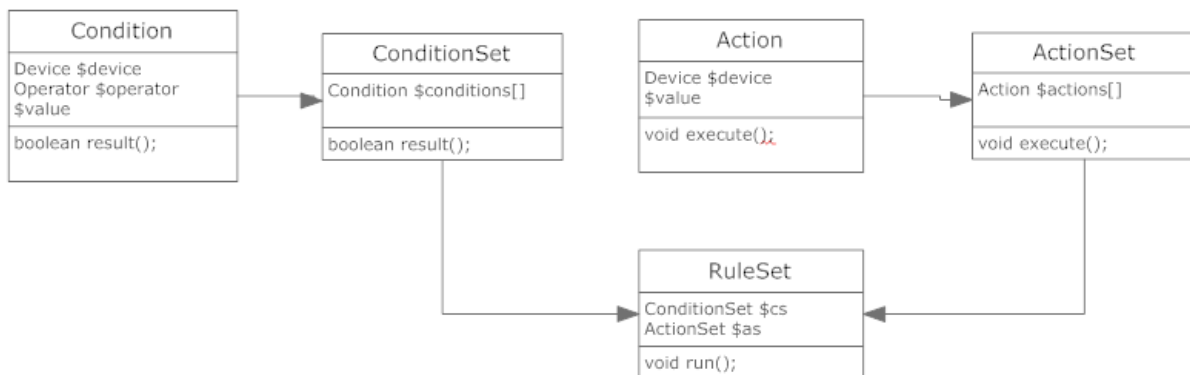 Condition
Device $device
Operator $operator
$value
boolean result();
ConditionSet
Condition $conditions[]
boolean result();
Action
Device $device
$value
void execute();
ActionSet
Action $actions[]
void execute();
RuleSet
ConditionSet $cs
ActionSet $as
void run();